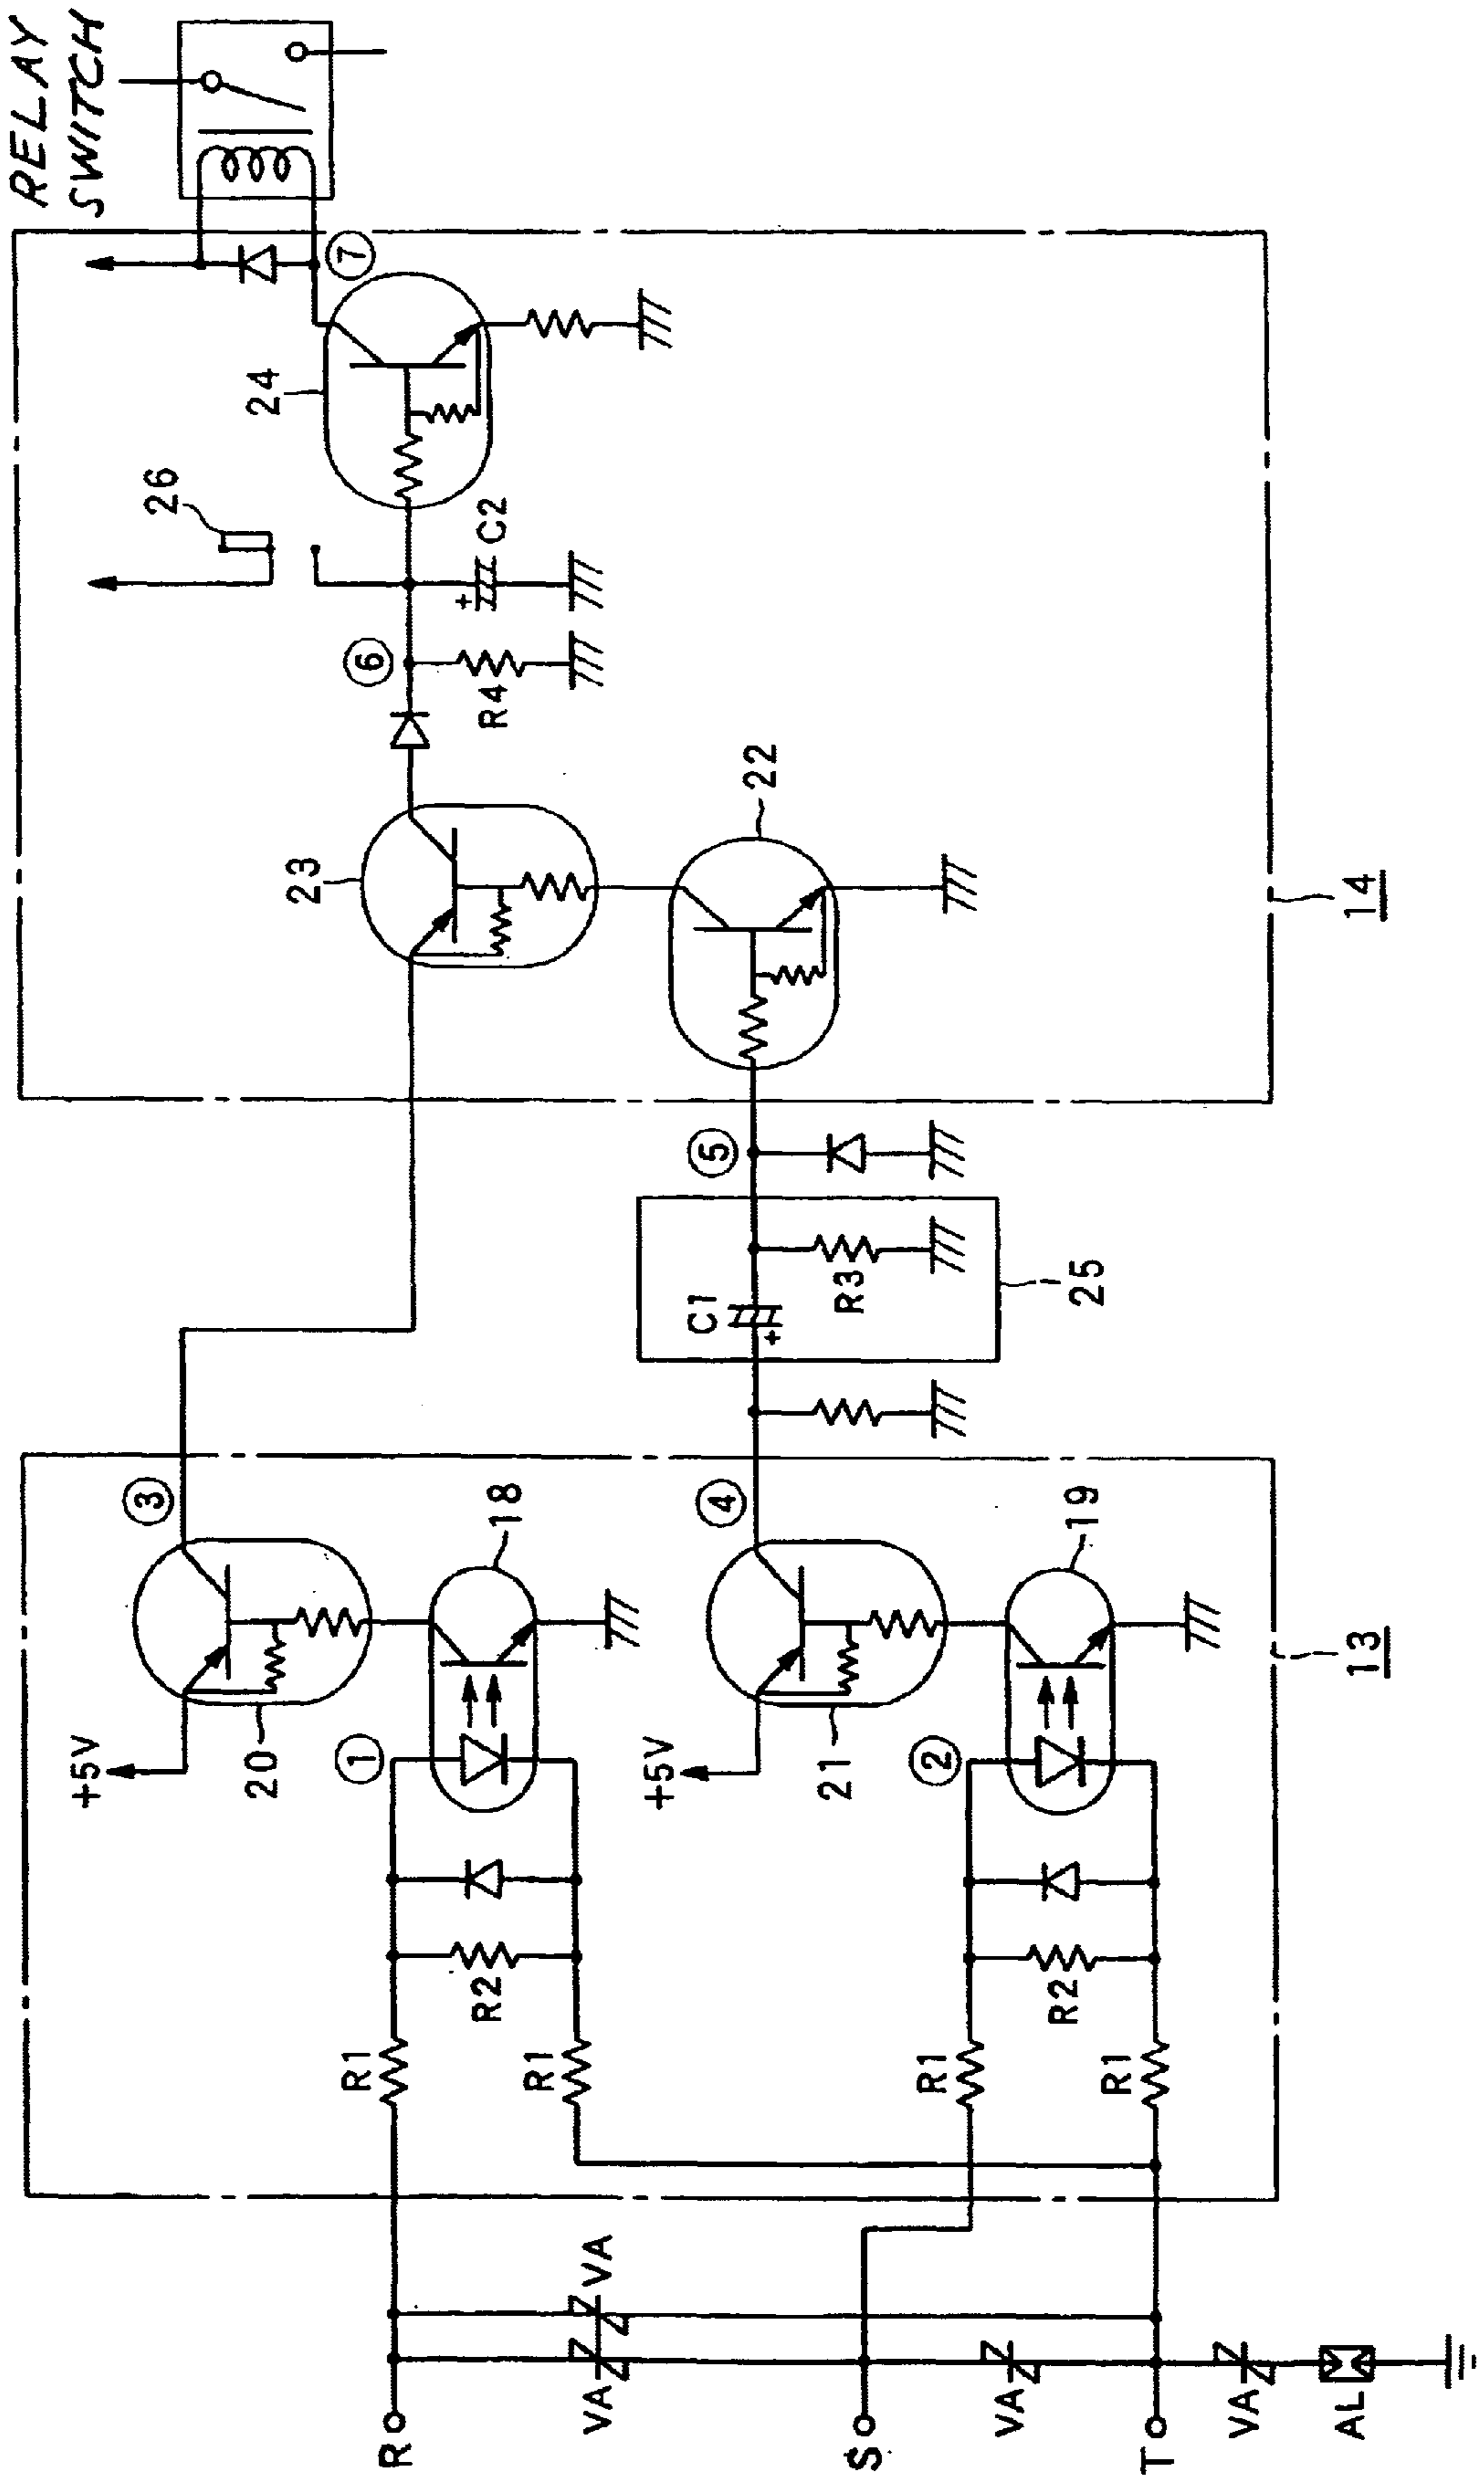 RELAY
SWITCH
+5V
③
20
18
①
R1
R2
R1
+5V
④
21
19
②
R1
R2
R1
13
R
S
T
VA
VA
VA
VA
AL
C1
+
R3
25
⑤
23
22
⑥
R4
+
C2
26
24
⑦
14